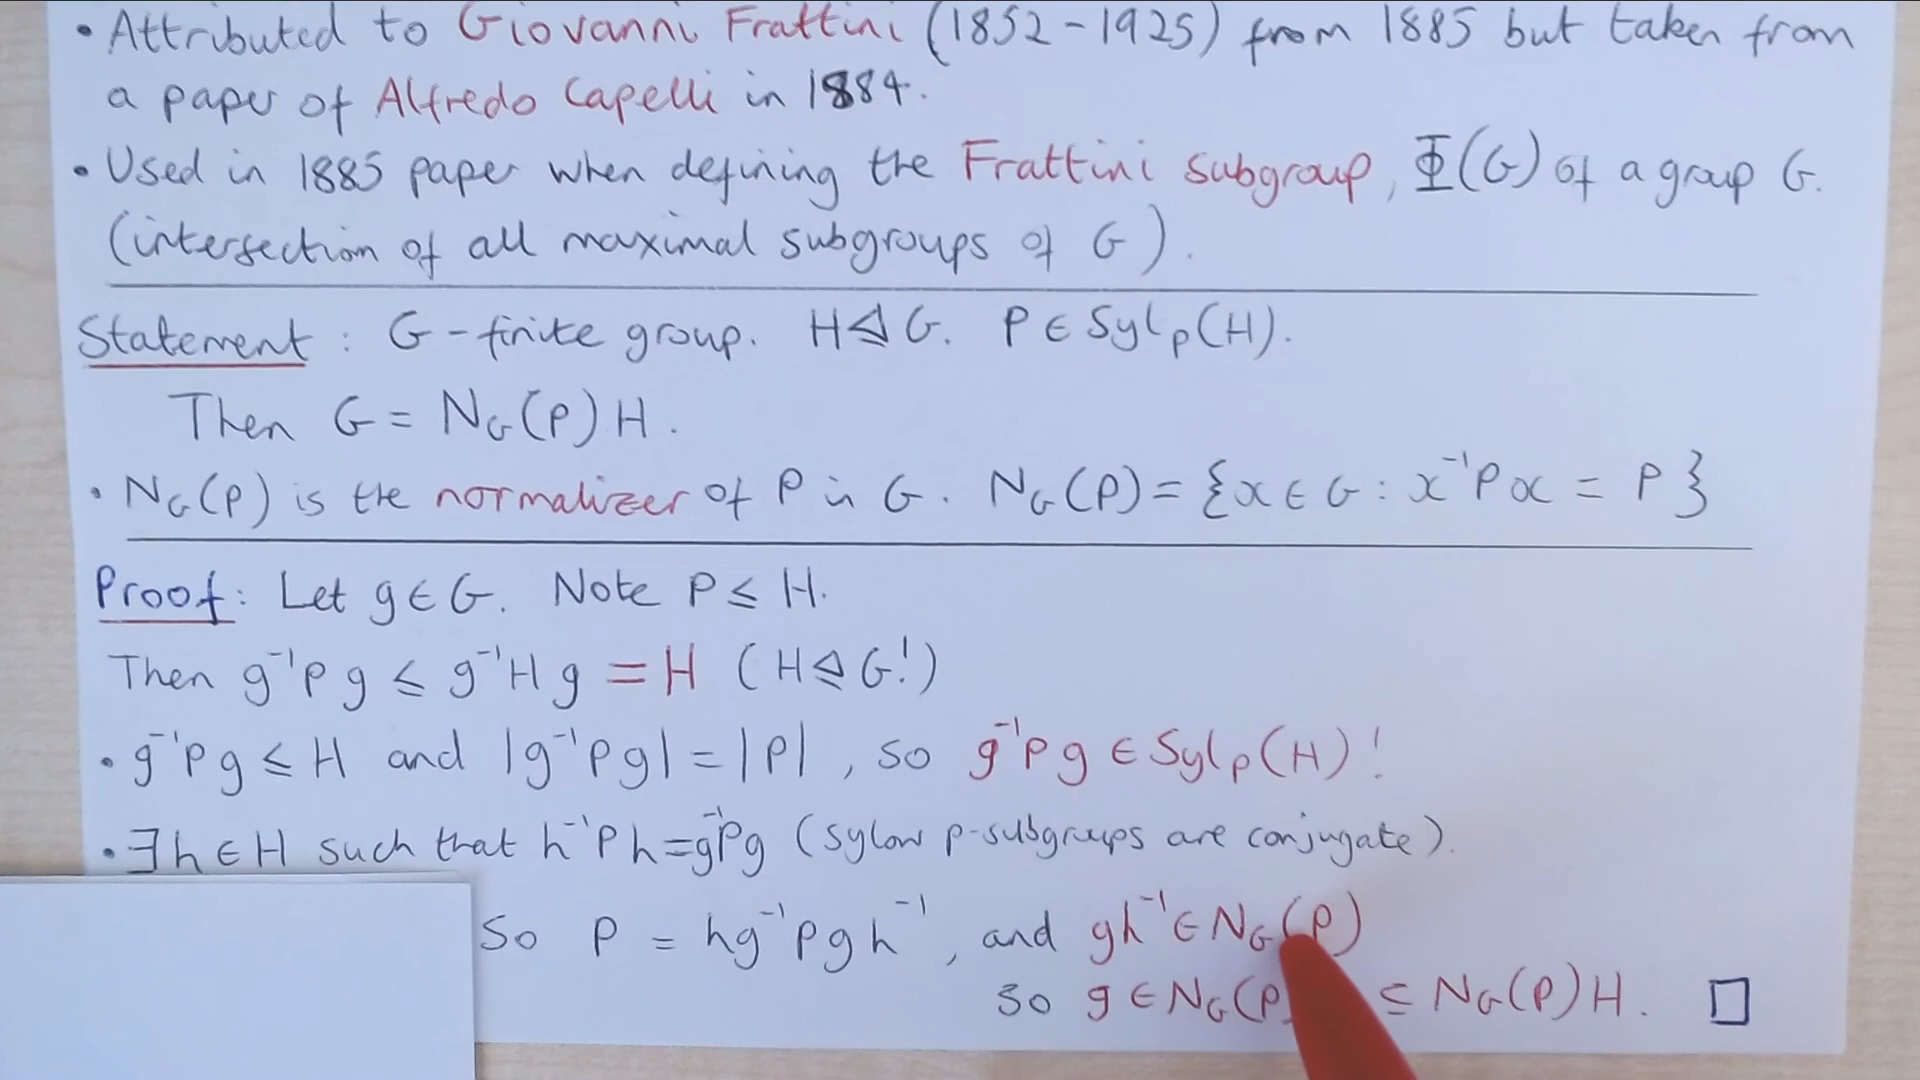 • Attributed to Giovanni Frattini (1852-1925) from 1885 but taken from
a paper of Alfredo Capelli in 1884.
• Used in 1885 paper when defining the Frattini subgroup, Φ(G) of a group G.
(intersection of all maximal subgroups of G).
Statement: G - finite group. H⊴G. P∈Sylₚ(H).
Then G = N_G(P)H.
• N_G(P) is the normalizer of P in G. N_G(P) = {x∈G : x⁻¹Px = P}
Proof: Let g∈G. Note P ≤ H.
Then g⁻¹Pg ≤ g⁻¹Hg = H (H⊴G!)
• g⁻¹Pg ≤ H and |g⁻¹Pg| = |P|, so g⁻¹Pg ∈ Sylₚ(H)!
• ∃h∈H such that h⁻¹Ph = g⁻¹Pg (Sylow p-subgroups are conjugate).
So P = hg⁻¹Pgh⁻¹, and gh⁻¹∈N_G(P)
so g∈N_G(P) ⊆ N_G(P)H. □